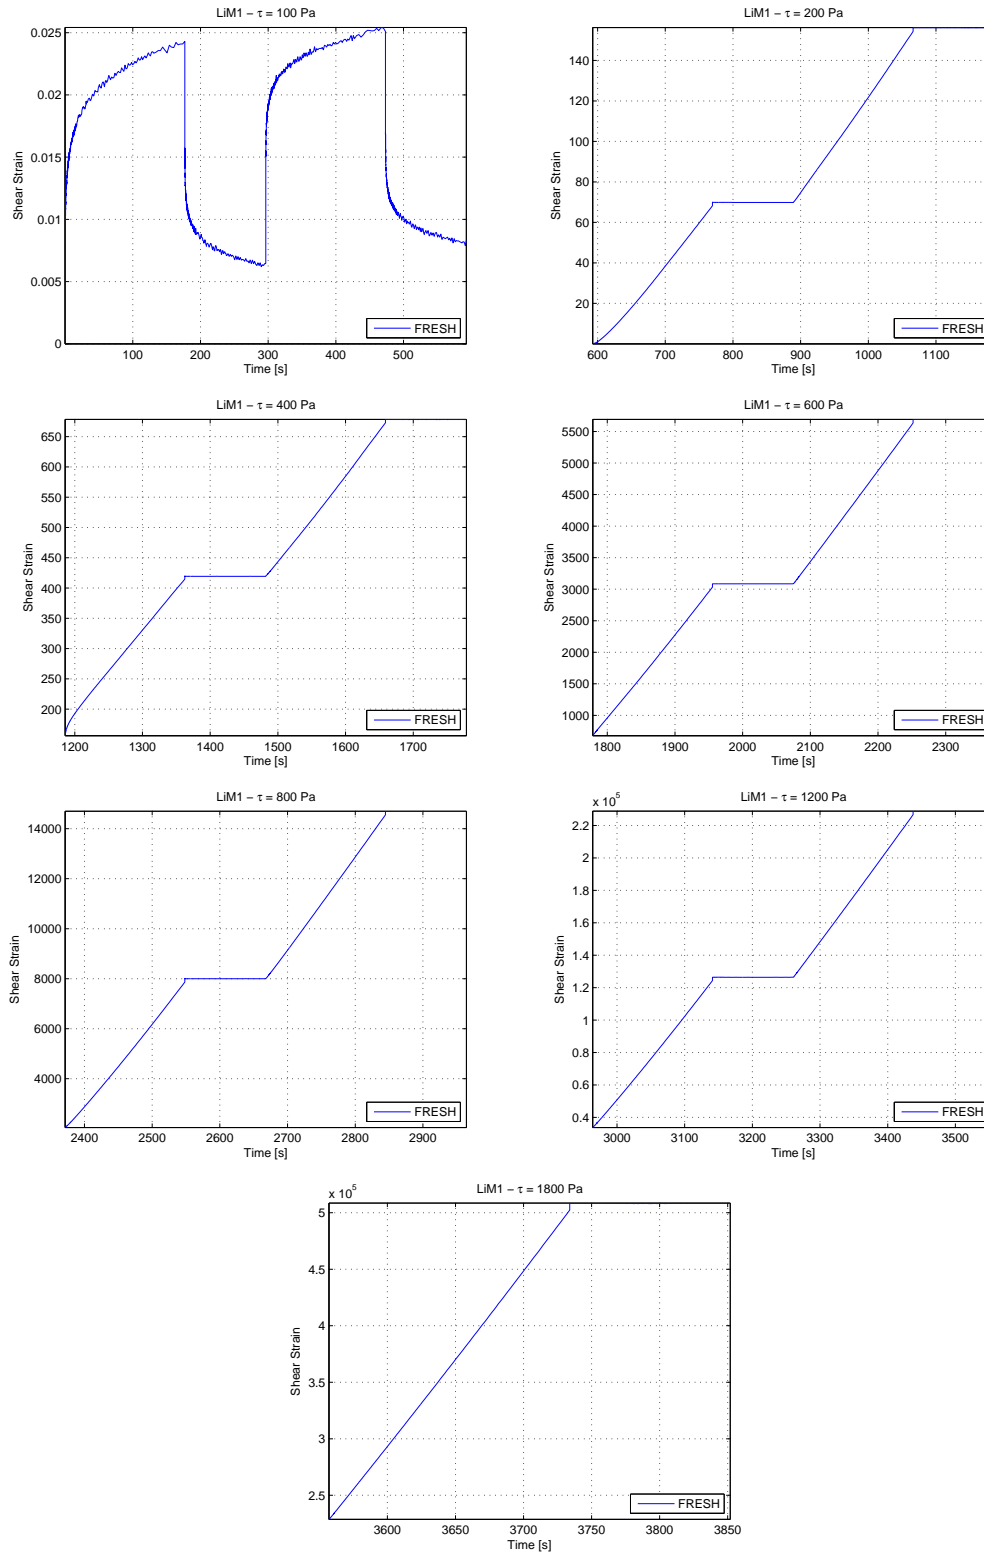 LiM1 − τ = 100 Pa
0.025
0.02
0.015
0.01
0.005
0
Shear Strain
100 200 300 400 500
Time [s]
FRESH
LiM1 − τ = 200 Pa
140
120
100
80
60
40
20
Shear Strain
600 700 800 900 1000 1100
Time [s]
FRESH
LiM1 − τ = 400 Pa
650
600
550
500
450
400
350
300
250
200
Shear Strain
1200 1300 1400 1500 1600 1700
Time [s]
FRESH
LiM1 − τ = 600 Pa
5500
5000
4500
4000
3500
3000
2500
2000
1500
1000
Shear Strain
1800 1900 2000 2100 2200 2300
Time [s]
FRESH
LiM1 − τ = 800 Pa
14000
12000
10000
8000
6000
4000
Shear Strain
2400 2500 2600 2700 2800 2900
Time [s]
FRESH
x 10^5
LiM1 − τ = 1200 Pa
2.2
2
1.8
1.6
1.4
1.2
1
0.8
0.6
0.4
Shear Strain
3000 3100 3200 3300 3400 3500
Time [s]
FRESH
x 10^5
LiM1 − τ = 1800 Pa
5
4.5
4
3.5
3
2.5
Shear Strain
3600 3650 3700 3750 3800 3850
Time [s]
FRESH